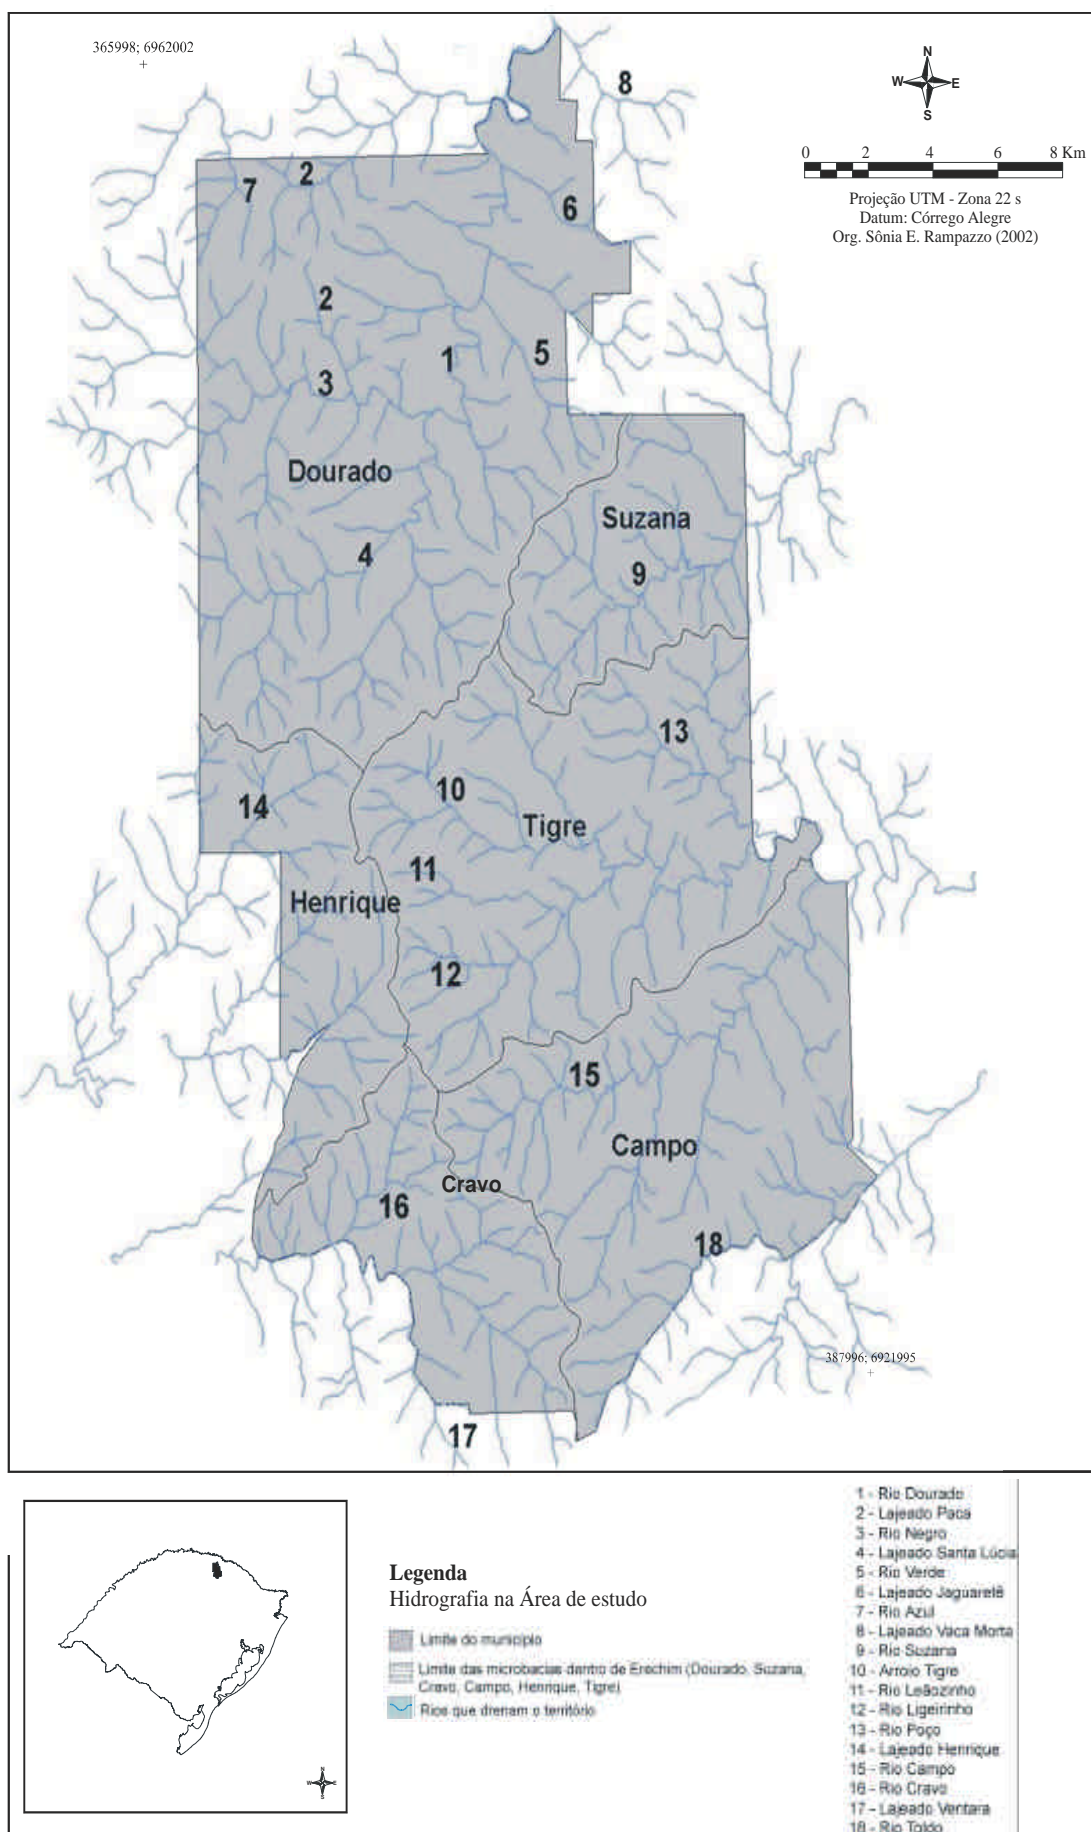 365998; 6962002
N
W E
S
0 2 4 6 8 Km
Projeção UTM - Zona 22 s
Datum: Córrego Alegre
Org. Sônia E. Rampazzo (2002)
8
7
2
6
2
1
5
3
Dourado
Suzana
4
9
13
10
14
Tigre
11
Henrique
12
15
Campo
Cravo
16
18
387996; 6921995
17
Legenda
Hidrografia na Área de estudo
Limite do município
Limite das microbacias dentro de Erechim (Dourado, Suzana,
Cravo, Campo, Henrique, Tigre)
Rios que drenam o território
1 - Rio Dourado
2 - Lajeado Paca
3 - Rio Negro
4 - Lajeado Santa Lúcia
5 - Rio Verde
6 - Lajeado Jaguaretê
7 - Rio Azul
8 - Lajeado Vaca Morta
9 - Rio Suzana
10 - Arroio Tigre
11 - Rio Leãozinho
12 - Rio Ligeirinho
13 - Rio Poço
14 - Lajeado Henrique
15 - Rio Campo
16 - Rio Cravo
17 - Lajeado Ventara
18 - Rio Toldo
W E
S